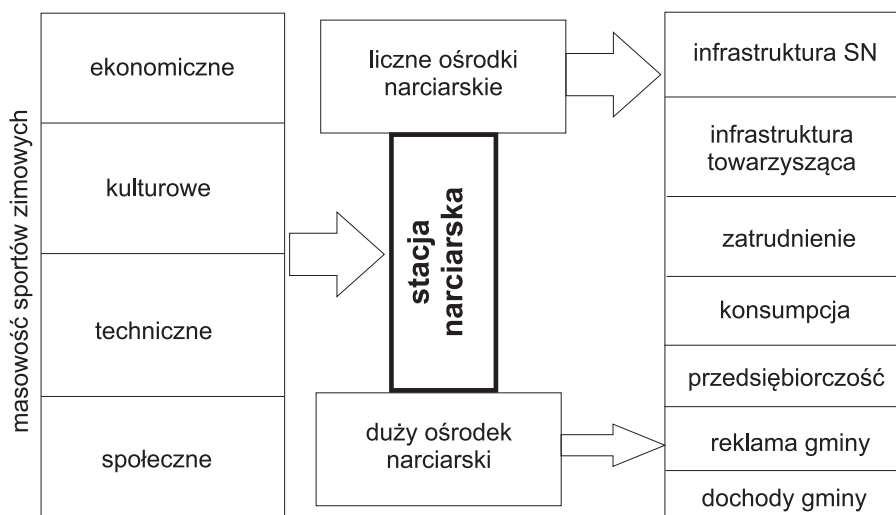 masowość sportów zimowych
ekonomiczne
kulturowe
techniczne
społeczne
liczne ośrodki
narciarskie
stacja
narciarska
duży ośrodek
narciarski
infrastruktura SN
infrastruktura
towarzysząca
zatrudnienie
konsumpcja
przedsiębiorczość
reklama gminy
dochody gminy